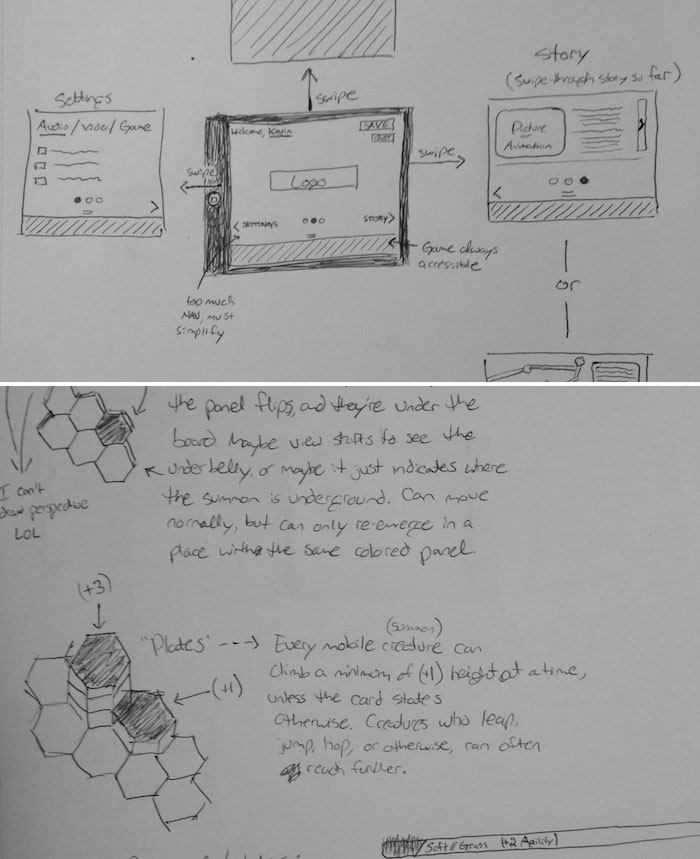 Story
(swipe-through story so far)
Settings
Audio/Video/Game
swipe
Welcome, Kevin
SAVE
Logo
< SETTINGS
STORY >
swipe
swipe
Picture
or
Animation
Game always
accessible
too much
NAV, must
simplify
or
the panel flips, and they're under the
board. Maybe view shifts to see the
underbelly, or maybe it just indicates where
the summon is underground. Can move
normally, but can only re-emerge in a
place with the same colored panel.
I can't
draw perspective
LOL
(+3)
"Plates" --->
(summon)
Every mobile creature can
climb a minimum of (+1) height at a time,
unless the card states
otherwise. Creatures who leap,
jump, hop, or otherwise, can often
reach further.
(+1)
Soft // Grass (+2 Agility)